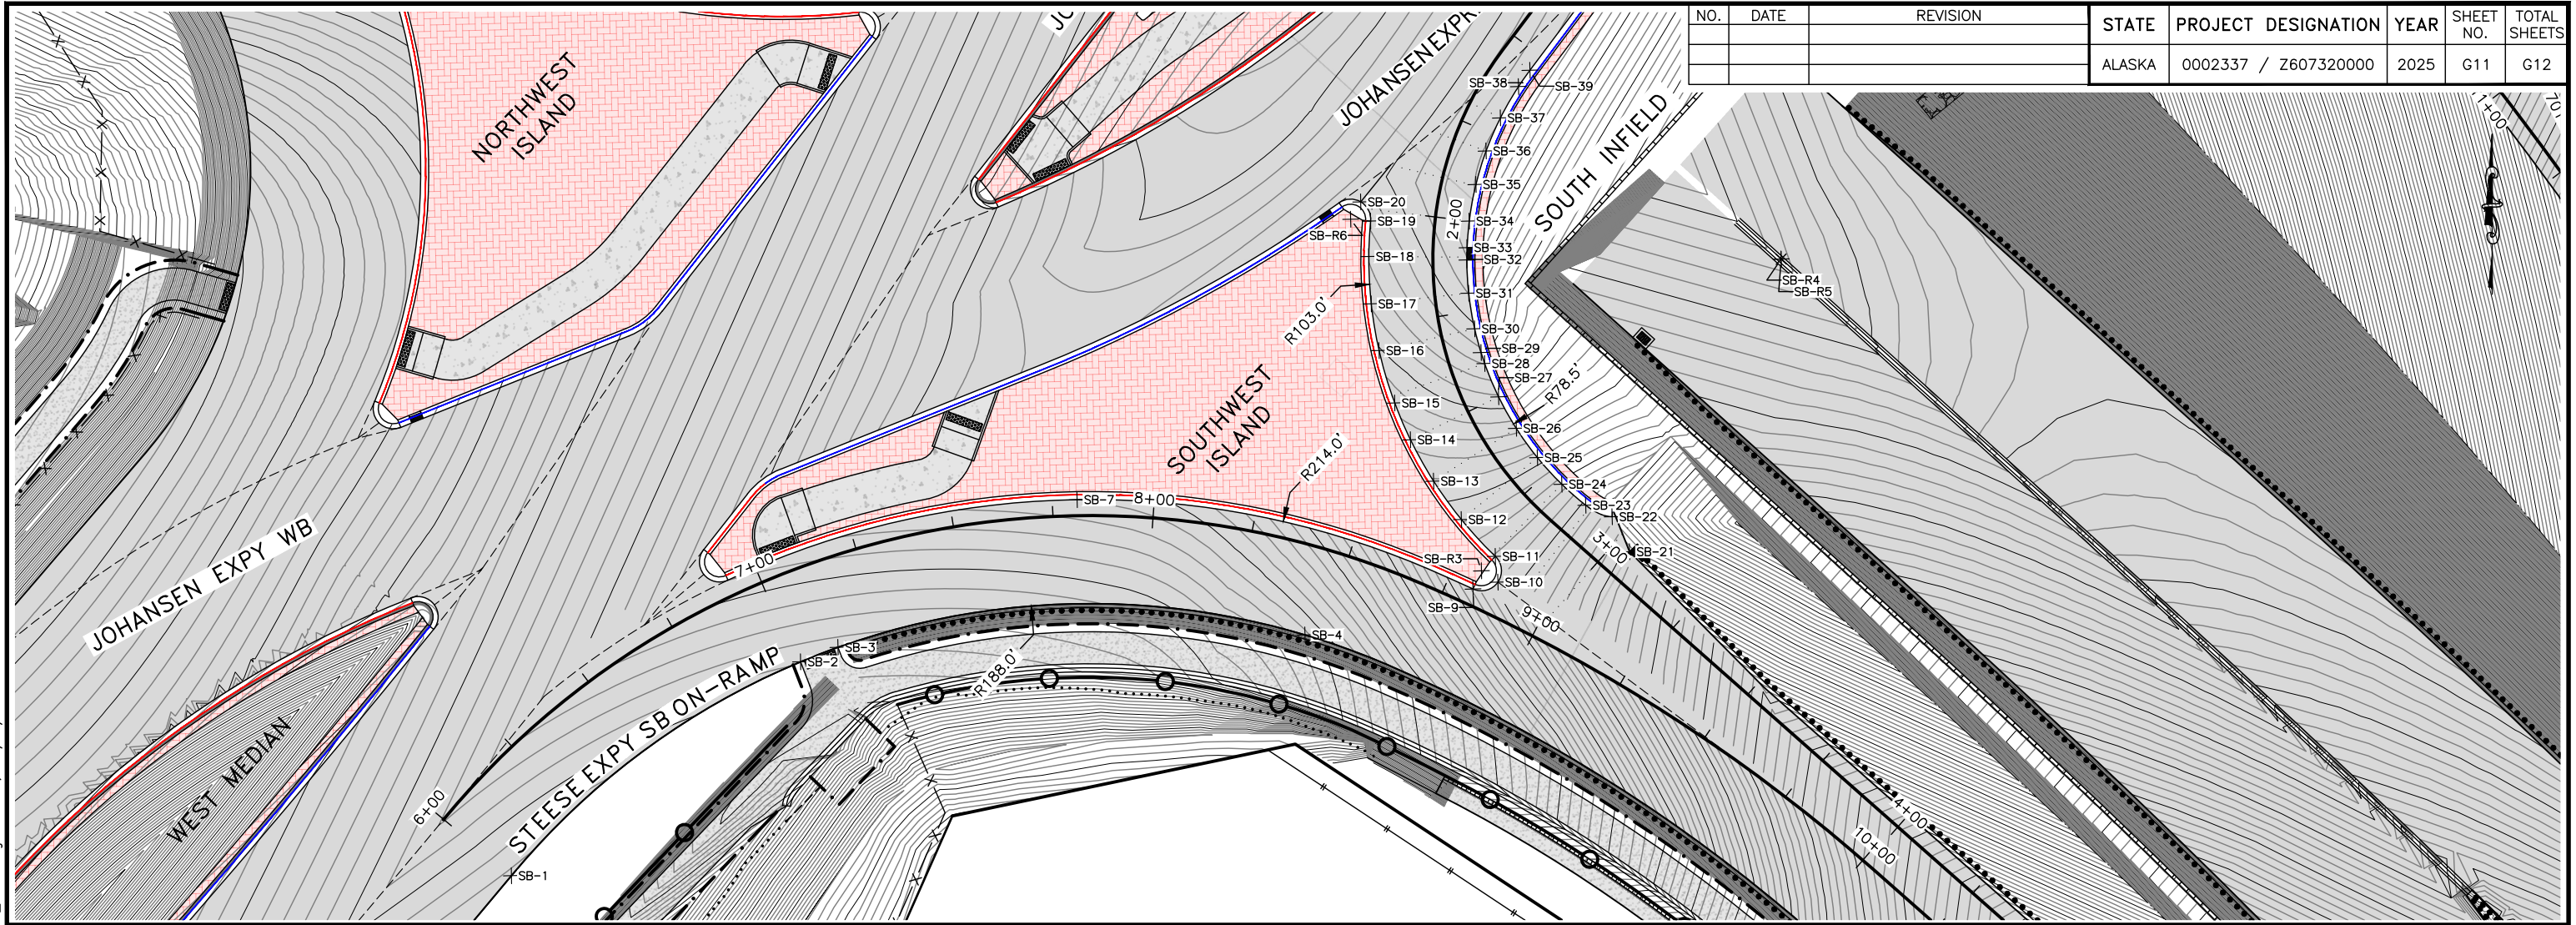 NO.
DATE
REVISION
STATE
PROJECT DESIGNATION
YEAR
SHEET
NO.
TOTAL
SHEETS
ALASKA
0002337 / Z607320000
2025
G11
G12
NORTHWEST
ISLAND
SOUTH INFIELD
SOUTHWEST
ISLAND
JOHANSEN EXPY WB
WEST MEDIAN
STEESE EXPY SB ON-RAMP
SB-38
SB-39
SB-37
SB-36
SB-35
SB-34
SB-33
SB-32
SB-31
SB-30
SB-29
SB-28
SB-27
SB-26
SB-25
SB-24
SB-23
SB-22
SB-21
SB-20
SB-19
SB-R6
SB-18
SB-17
SB-16
SB-15
SB-14
SB-13
SB-12
SB-11
SB-R3
SB-10
SB-9
SB-7
SB-4
SB-3
SB-2
SB-1
SB-R4
SB-R5
R103.0'
R78.5'
R214.0'
R188.0'
2+00
3+00
4+00
6+00
7+00
8+00
9+00
10+00
1+00